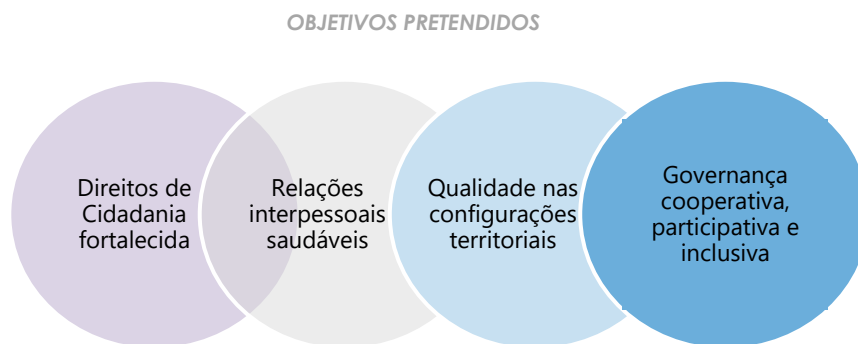 OBJETIVOS PRETENDIDOS
Direitos de
Cidadania
fortalecida
Relações
interpessoais
saudáveis
Qualidade nas
configurações
territoriais
Governança
cooperativa,
participativa e
inclusiva